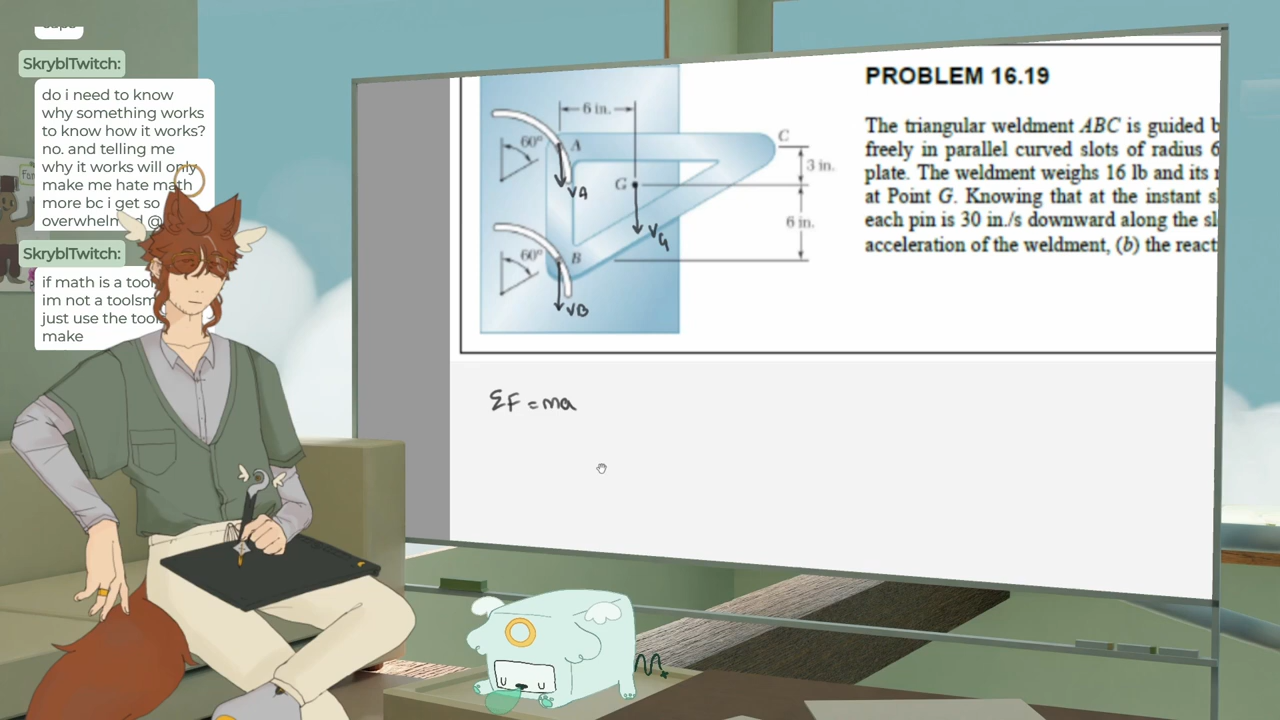 SkryblTwitch:
do i need to know
why something works
to know how it works?
no. and telling me
why it works will only
make me hate math
more bc i get so
@
SkryblTwitch:
if math is a tool
im not a toolsm
just use the tool
make
PROBLEM 16.19
The triangular weldment ABC is guided b
freely in parallel curved slots of radius 6
plate. The weldment weighs 16 lb and its r
at Point G. Knowing that at the instant s
each pin is 30 in./s downward along the sl
acceleration of the weldment, (b) the react
6 in.
60°
A
C
3 in.
G
VA
VG
6 in.
60°
B
VB
ΣF = ma